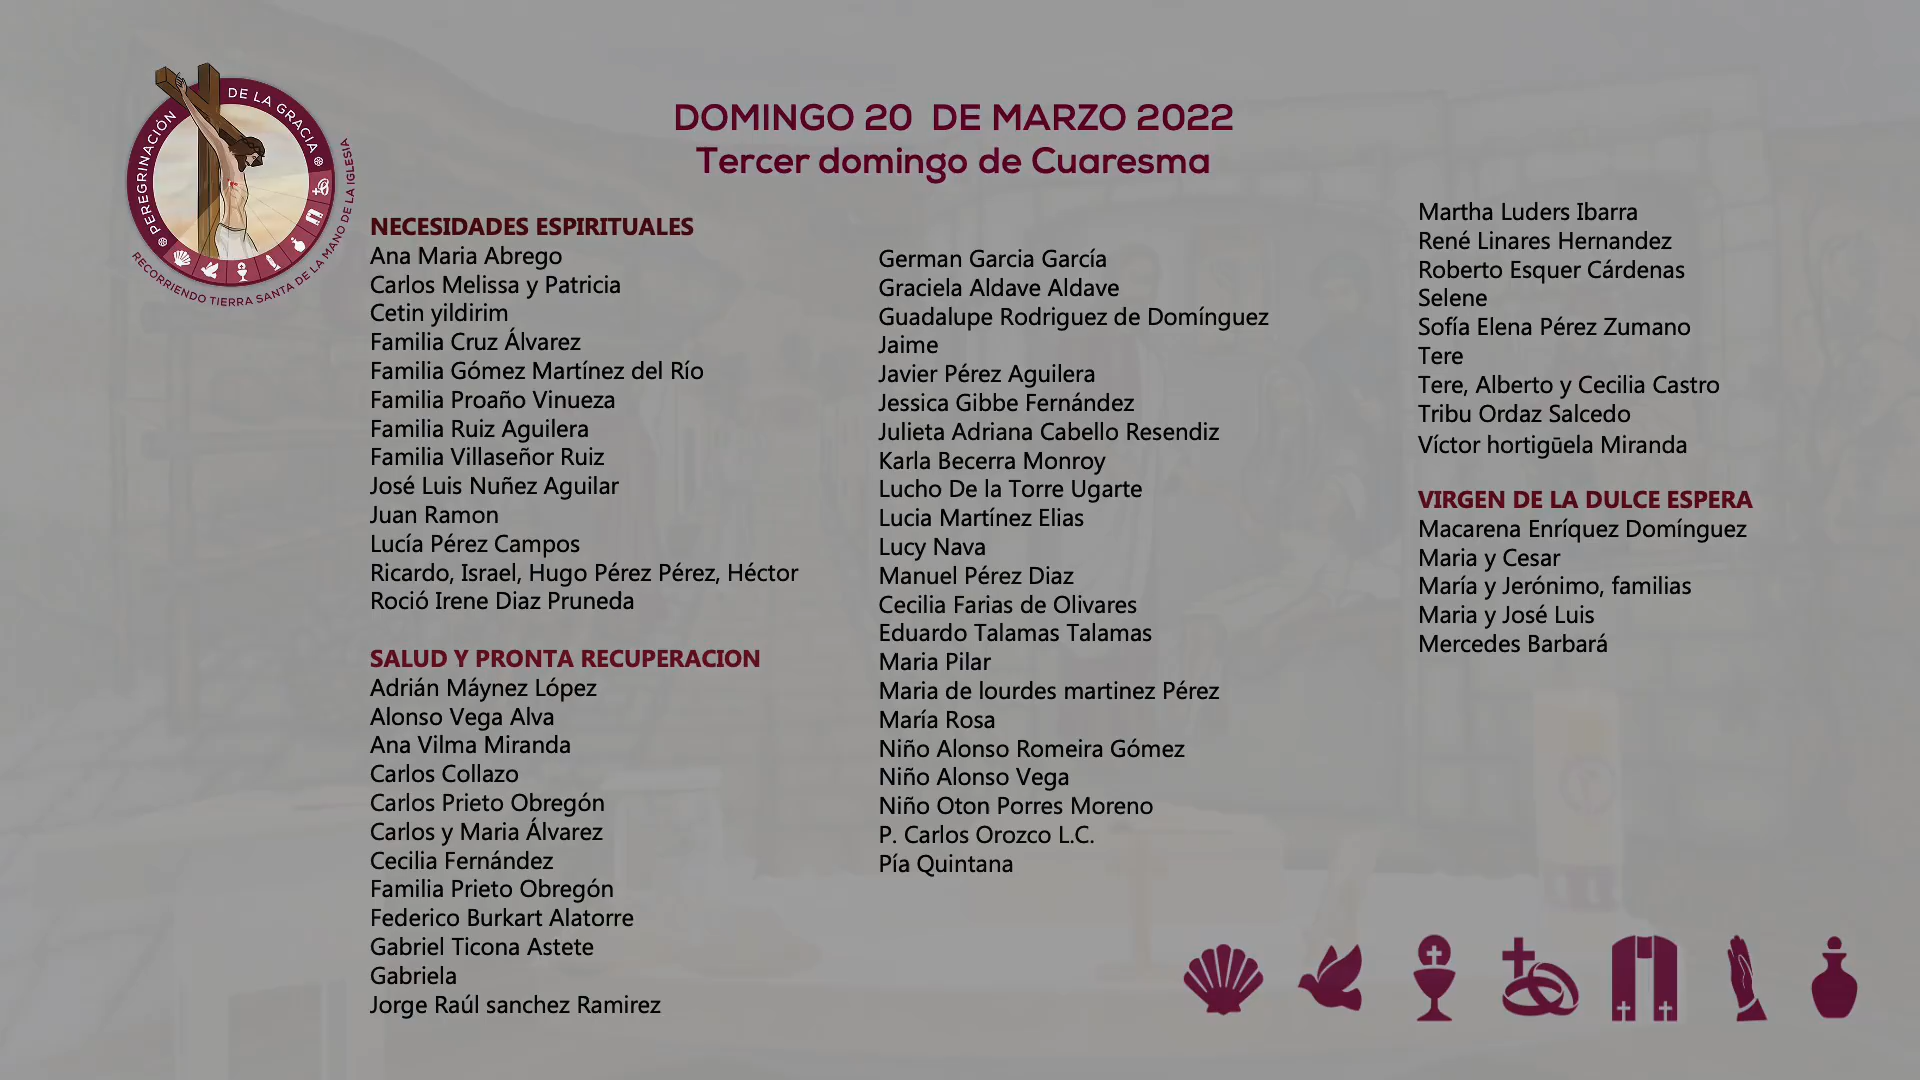 PEREGRINACIÓN DE LA GRACIA
RECORRIENDO TIERRA SANTA DE LA MANO DE LA IGLESIA
DOMINGO 20 DE MARZO 2022
Tercer domingo de Cuaresma
NECESIDADES ESPIRITUALES
Ana Maria Abrego
Carlos Melissa y Patricia
Cetin yildirim
Familia Cruz Álvarez
Familia Gómez Martínez del Río
Familia Proaño Vinueza
Familia Ruiz Aguilera
Familia Villaseñor Ruiz
José Luis Nuñez Aguilar
Juan Ramon
Lucía Pérez Campos
Ricardo, Israel, Hugo Pérez Pérez, Héctor
Roció Irene Diaz Pruneda
SALUD Y PRONTA RECUPERACION
Adrián Máynez López
Alonso Vega Alva
Ana Vilma Miranda
Carlos Collazo
Carlos Prieto Obregón
Carlos y Maria Álvarez
Cecilia Fernández
Familia Prieto Obregón
Federico Burkart Alatorre
Gabriel Ticona Astete
Gabriela
Jorge Raúl sanchez Ramirez
German Garcia García
Graciela Aldave Aldave
Guadalupe Rodriguez de Domínguez
Jaime
Javier Pérez Aguilera
Jessica Gibbe Fernández
Julieta Adriana Cabello Resendiz
Karla Becerra Monroy
Lucho De la Torre Ugarte
Lucia Martínez Elias
Lucy Nava
Manuel Pérez Diaz
Cecilia Farias de Olivares
Eduardo Talamas Talamas
Maria Pilar
Maria de lourdes martinez Pérez
María Rosa
Niño Alonso Romeira Gómez
Niño Alonso Vega
Niño Oton Porres Moreno
P. Carlos Orozco L.C.
Pía Quintana
Martha Luders Ibarra
René Linares Hernandez
Roberto Esquer Cárdenas
Selene
Sofía Elena Pérez Zumano
Tere
Tere, Alberto y Cecilia Castro
Tribu Ordaz Salcedo
Víctor hortigūela Miranda
VIRGEN DE LA DULCE ESPERA
Macarena Enríquez Domínguez
Maria y Cesar
María y Jerónimo, familias
Maria y José Luis
Mercedes Barbará